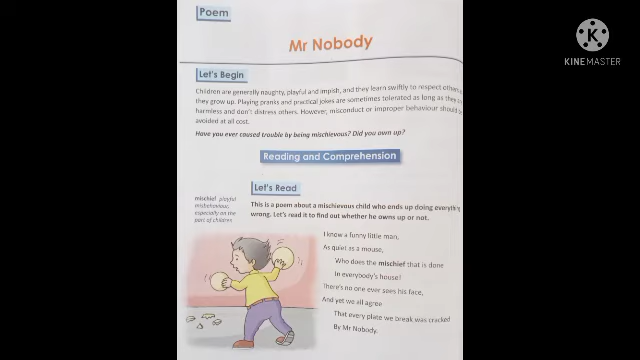 Poem
Mr Nobody
Let's Begin
Children are generally naughty, playful and impish, and they learn swiftly to respect others
they grow up. Playing pranks and practical jokes are sometimes tolerated as long as they
harmless and don't distress others. However, misconduct or improper behaviour should
avoided at all cost.
Have you ever caused trouble by being mischievous? Did you own up?
Reading and Comprehension
Let's Read
mischief playful
misbehaviour,
especially on the
part of children
This is a poem about a mischievous child who ends up doing everything
wrong. Let's read it to find out whether he owns up or not.
I know a funny little man,
As quiet as a mouse,
Who does the mischief that is done
In everybody's house!
There's no one ever sees his face,
And yet we all agree
That every plate we break was cracked
By Mr Nobody.
K
KINEMASTER